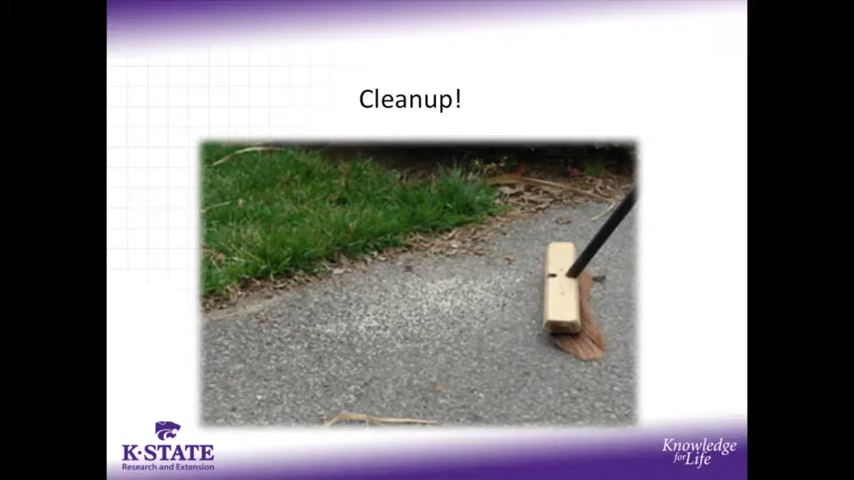 Cleanup!
K-STATE
Research and Extension
Knowledge
for Life